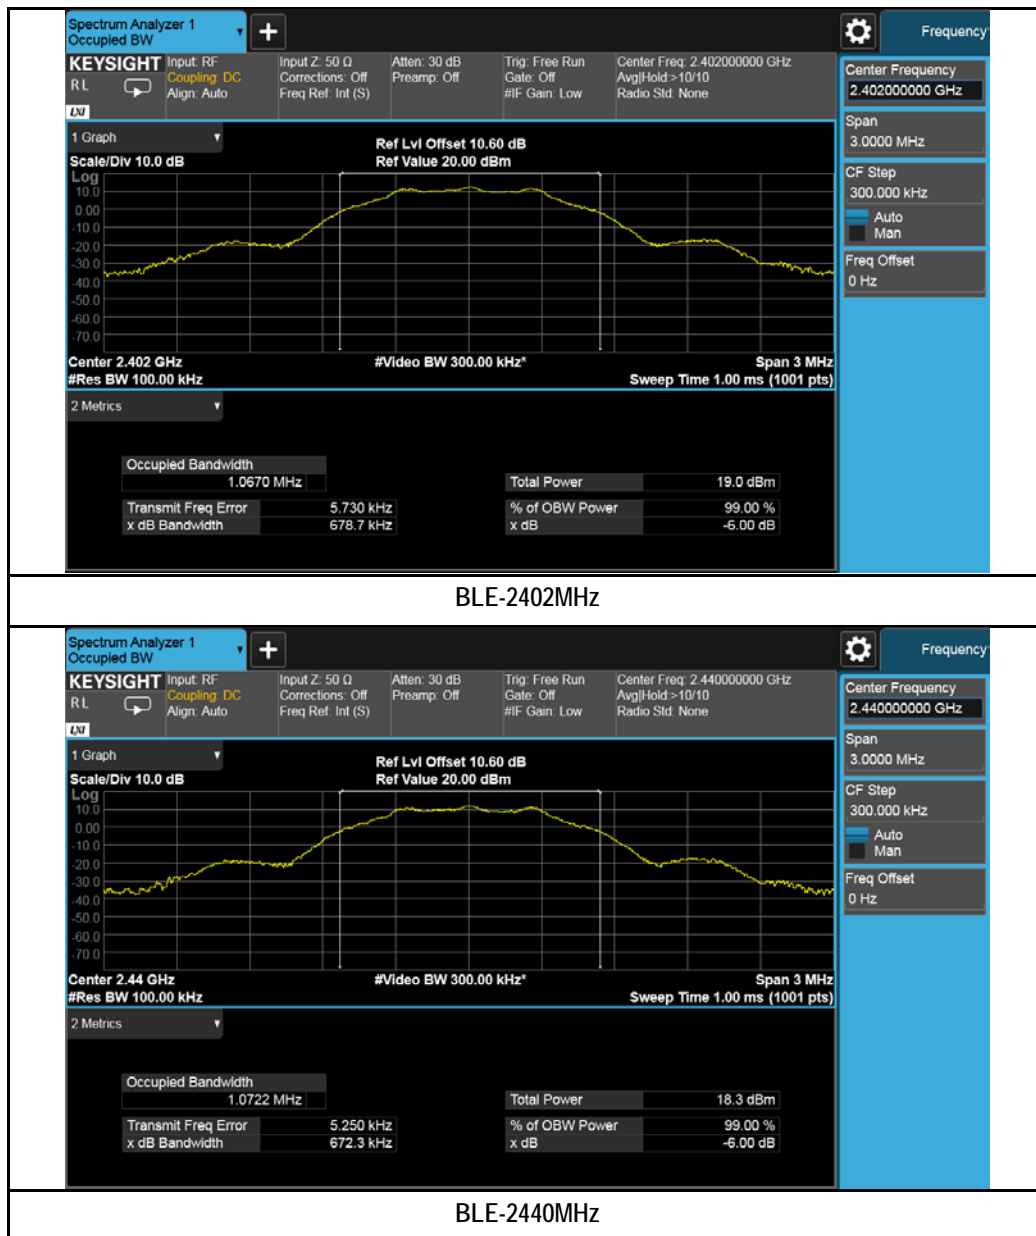 Spectrum Analyzer 1
Occupied BW
Frequency
KEYSIGHT
RL
LXI
Input: RF
Coupling: DC
Align: Auto
Input Z: 50 Ω
Corrections: Off
Freq Ref: Int (S)
Atten: 30 dB
Preamp: Off
Trig: Free Run
Gate: Off
#IF Gain: Low
Center Freq: 2.402000000 GHz
Avg|Hold:>10/10
Radio Std: None
Center Frequency
2.402000000 GHz
Span
3.0000 MHz
CF Step
300.000 kHz
Auto
Man
Freq Offset
0 Hz
1 Graph
Scale/Div 10.0 dB
Ref Lvl Offset 10.60 dB
Ref Value 20.00 dBm
Log
10.0
0.00
-10.0
-20.0
-30.0
-40.0
-50.0
-60.0
-70.0
Center 2.402 GHz
#Video BW 300.00 kHz*
Span 3 MHz
#Res BW 100.00 kHz
Sweep Time 1.00 ms (1001 pts)
2 Metrics
Occupied Bandwidth
1.0670 MHz
Total Power 19.0 dBm
Transmit Freq Error 5.730 kHz
% of OBW Power 99.00 %
x dB Bandwidth 678.7 kHz
x dB -6.00 dB
BLE-2402MHz
Spectrum Analyzer 1
Occupied BW
Frequency
KEYSIGHT
RL
LXI
Input: RF
Coupling: DC
Align: Auto
Input Z: 50 Ω
Corrections: Off
Freq Ref: Int (S)
Atten: 30 dB
Preamp: Off
Trig: Free Run
Gate: Off
#IF Gain: Low
Center Freq: 2.440000000 GHz
Avg|Hold:>10/10
Radio Std: None
Center Frequency
2.440000000 GHz
Span
3.0000 MHz
CF Step
300.000 kHz
Auto
Man
Freq Offset
0 Hz
1 Graph
Scale/Div 10.0 dB
Ref Lvl Offset 10.60 dB
Ref Value 20.00 dBm
Log
10.0
0.00
-10.0
-20.0
-30.0
-40.0
-50.0
-60.0
-70.0
Center 2.44 GHz
#Video BW 300.00 kHz*
Span 3 MHz
#Res BW 100.00 kHz
Sweep Time 1.00 ms (1001 pts)
2 Metrics
Occupied Bandwidth
1.0722 MHz
Total Power 18.3 dBm
Transmit Freq Error 5.250 kHz
% of OBW Power 99.00 %
x dB Bandwidth 672.3 kHz
x dB -6.00 dB
BLE-2440MHz